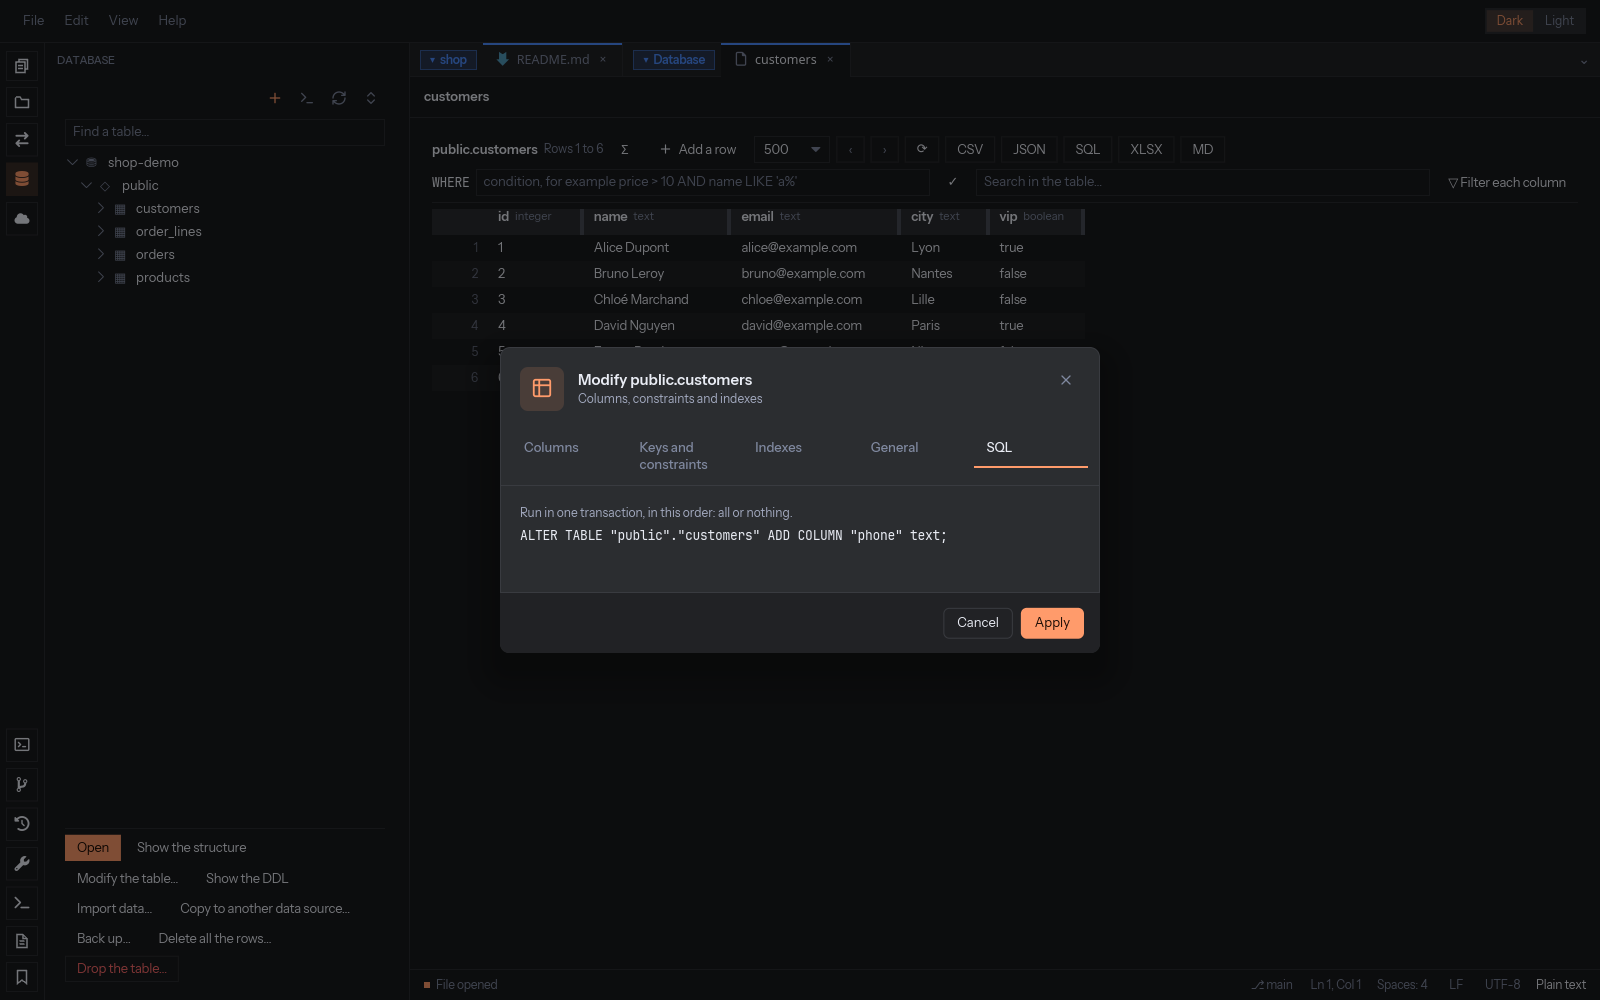 File Edit View Help
Dark Light
DATABASE
Find a table...
shop-demo
public
customers
order_lines
orders
products
Open Show the structure
Modify the table... Show the DDL
Import data... Copy to another data source...
Back up... Delete all the rows...
Drop the table...
shop README.md × Database customers ×
customers
public.customers Rows 1 to 6 Σ + Add a row 500 ‹ › ⟳ CSV JSON SQL XLSX MD
WHERE condition, for example price > 10 AND name LIKE 'a%' ✓ Search in the table... ▽ Filter each column
id integer name text email text city text vip boolean
1 1 Alice Dupont alice@example.com Lyon true
2 2 Bruno Leroy bruno@example.com Nantes false
3 3 Chloé Marchand chloe@example.com Lille false
4 4 David Nguyen david@example.com Paris true
5
6
Modify public.customers
Columns, constraints and indexes
Columns Keys and constraints Indexes General SQL
Run in one transaction, in this order: all or nothing.
ALTER TABLE "public"."customers" ADD COLUMN "phone" text;
Cancel Apply
File opened
main Ln 1, Col 1 Spaces: 4 LF UTF-8 Plain text